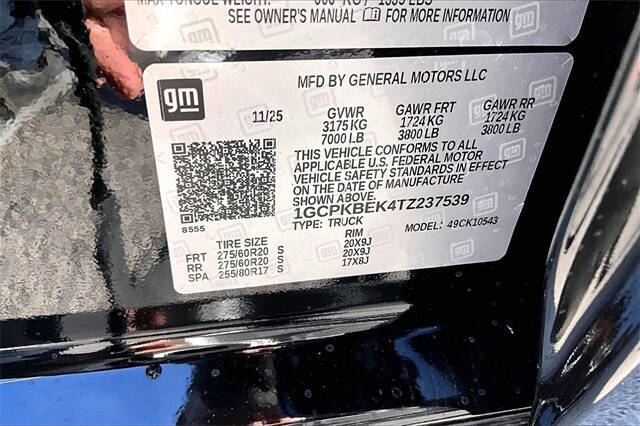 MAX TONGUE WEIGHT:
SEE OWNER'S MANUAL FOR MORE INFORMATION
gm
MFD BY GENERAL MOTORS LLC
11/25 GVWR GAWR FRT GAWR RR
3175 KG 1724 KG 1724 KG
7000 LB 3800 LB 3800 LB
THIS VEHICLE CONFORMS TO ALL
APPLICABLE U.S. FEDERAL MOTOR
VEHICLE SAFETY STANDARDS IN EFFECT
ON THE DATE OF MANUFACTURE
1GCPKBEK4TZ237539
TYPE: TRUCK MODEL: 49CK10543
8555
TIRE SIZE RIM
FRT 275/60R20 S 20X9J
RR 275/60R20 S 20X9J
SPA 255/80R17 S 17X8J